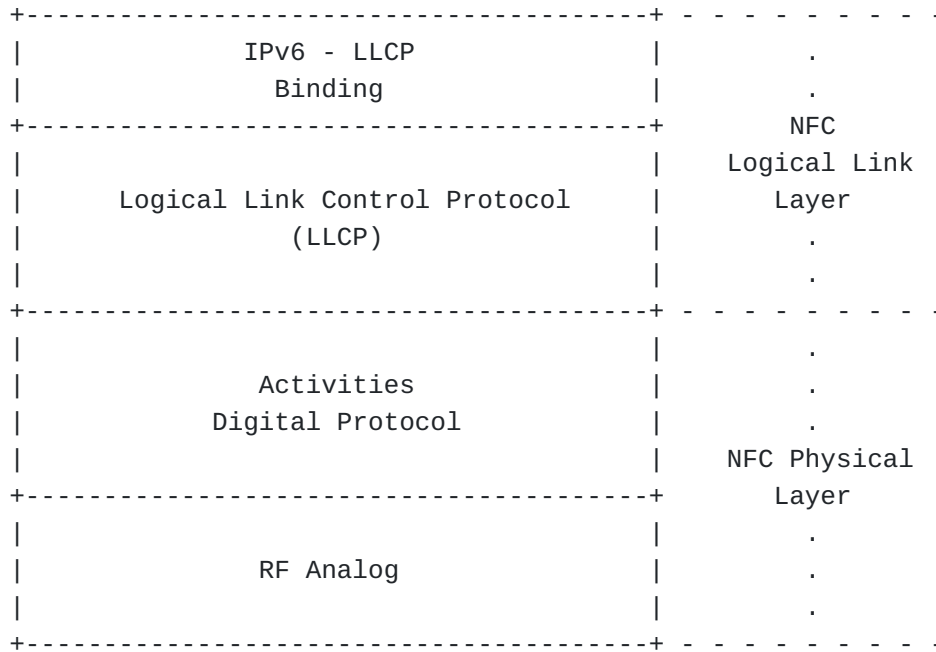 +----------------------------------------+ - - - - - - - - -
|              IPv6 - LLCP               |         .
|                Binding                 |         .
+----------------------------------------+        NFC
|                                        |    Logical Link
|      Logical Link Control Protocol     |       Layer
|                 (LLCP)                 |         .
|                                        |         .
+----------------------------------------+ - - - - - - - - -
|                                        |         .
|               Activities               |         .
|            Digital Protocol            |         .
|                                        |    NFC Physical
+----------------------------------------+       Layer
|                                        |         .
|               RF Analog                |         .
|                                        |         .
+----------------------------------------+ - - - - - - - - -